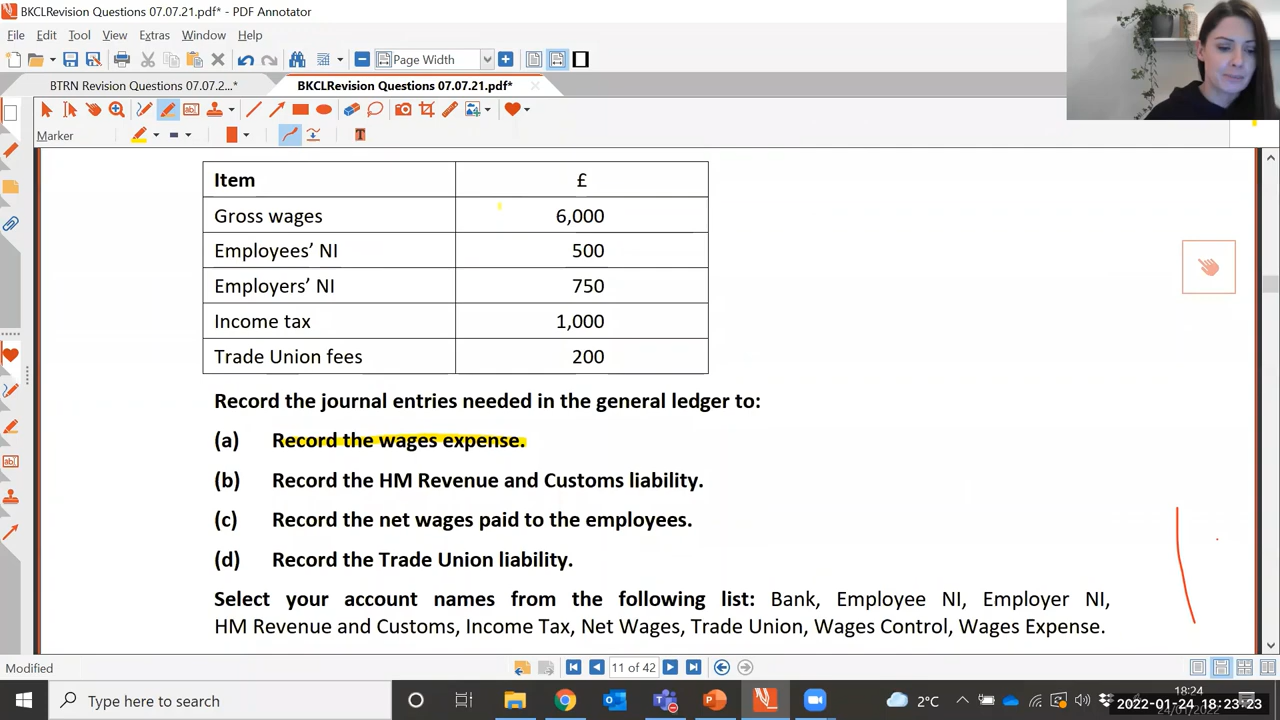 BKCLRevision Questions 07.07.21.pdf* - PDF Annotator
File Edit Tool View Extras Window Help
Page Width
BTRN Revision Questions 07.07.2...*
BKCLRevision Questions 07.07.21.pdf*
Marker
Item £
Gross wages 6,000
Employees’ NI 500
Employers’ NI 750
Income tax 1,000
Trade Union fees 200
Record the journal entries needed in the general ledger to:
(a) Record the wages expense.
(b) Record the HM Revenue and Customs liability.
(c) Record the net wages paid to the employees.
(d) Record the Trade Union liability.
Select your account names from the following list: Bank, Employee NI, Employer NI,
HM Revenue and Customs, Income Tax, Net Wages, Trade Union, Wages Control, Wages Expense.
Modified
11 of 42
Type here to search
2°C
18:24
24/01/2022
2022-01-24 18:23:23